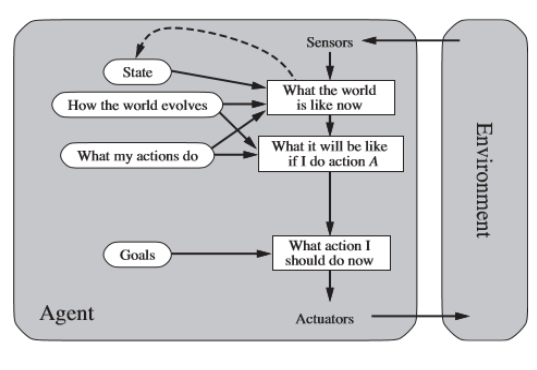 Sensors
State
What the world
is like now
How the world evolves
What my actions do
What it will be like
if I do action A
Goals
What action I
should do now
Agent
Actuators
Environment